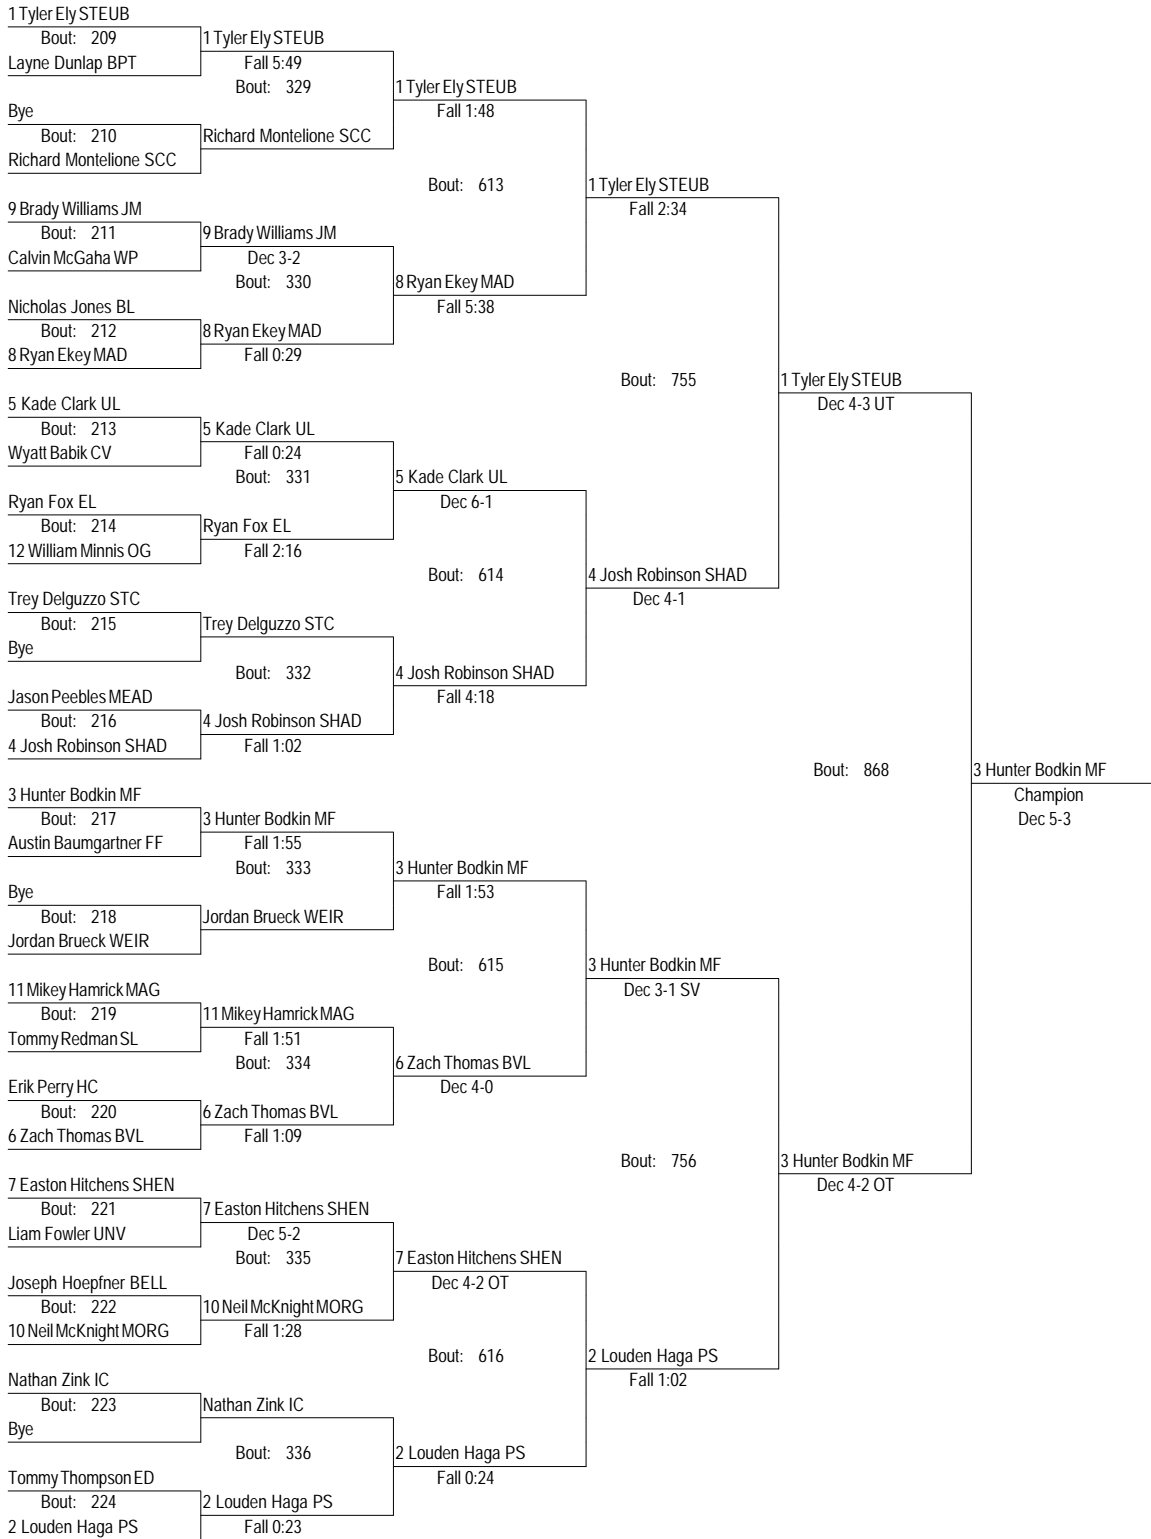 1 Tyler Ely STEUB
Bout: 209
Layne Dunlap BPT
Bye
Bout: 210
Richard Montelione SCC
9 Brady Williams JM
Bout: 211
Calvin McGaha WP
Nicholas Jones BL
Bout: 212
8 Ryan Ekey MAD
5 Kade Clark UL
Bout: 213
Wyatt Babik CV
Ryan Fox EL
Bout: 214
12 William Minnis OG
Trey Delguzzo STC
Bout: 215
Bye
Jason Peebles MEAD
Bout: 216
4 Josh Robinson SHAD
3 Hunter Bodkin MF
Bout: 217
Austin Baumgartner FF
Bye
Bout: 218
Jordan Brueck WEIR
11 Mikey Hamrick MAG
Bout: 219
Tommy Redman SL
Erik Perry HC
Bout: 220
6 Zach Thomas BVL
7 Easton Hitchens SHEN
Bout: 221
Liam Fowler UNV
Joseph Hoepfner BELL
Bout: 222
10 Neil McKnight MORG
Nathan Zink IC
Bout: 223
Bye
Tommy Thompson ED
Bout: 224
2 Louden Haga PS
1 Tyler Ely STEUB
Fall 5:49
Bout: 329
Richard Montelione SCC
9 Brady Williams JM
Dec 3-2
Bout: 330
8 Ryan Ekey MAD
Fall 0:29
5 Kade Clark UL
Fall 0:24
Bout: 331
Ryan Fox EL
Fall 2:16
Trey Delguzzo STC
Bout: 332
4 Josh Robinson SHAD
Fall 1:02
3 Hunter Bodkin MF
Fall 1:55
Bout: 333
Jordan Brueck WEIR
11 Mikey Hamrick MAG
Fall 1:51
Bout: 334
6 Zach Thomas BVL
Fall 1:09
7 Easton Hitchens SHEN
Dec 5-2
Bout: 335
10 Neil McKnight MORG
Fall 1:28
Nathan Zink IC
Bout: 336
2 Louden Haga PS
Fall 0:23
1 Tyler Ely STEUB
Fall 1:48
Bout: 613
8 Ryan Ekey MAD
Fall 5:38
5 Kade Clark UL
Dec 6-1
Bout: 614
4 Josh Robinson SHAD
Fall 4:18
3 Hunter Bodkin MF
Fall 1:53
Bout: 615
6 Zach Thomas BVL
Dec 4-0
7 Easton Hitchens SHEN
Dec 4-2 OT
Bout: 616
2 Louden Haga PS
Fall 0:24
1 Tyler Ely STEUB
Fall 2:34
Bout: 755
4 Josh Robinson SHAD
Dec 4-1
3 Hunter Bodkin MF
Dec 3-1 SV
Bout: 756
2 Louden Haga PS
Fall 1:02
1 Tyler Ely STEUB
Dec 4-3 UT
Bout: 868
3 Hunter Bodkin MF
Dec 4-2 OT
3 Hunter Bodkin MF
Champion
Dec 5-3